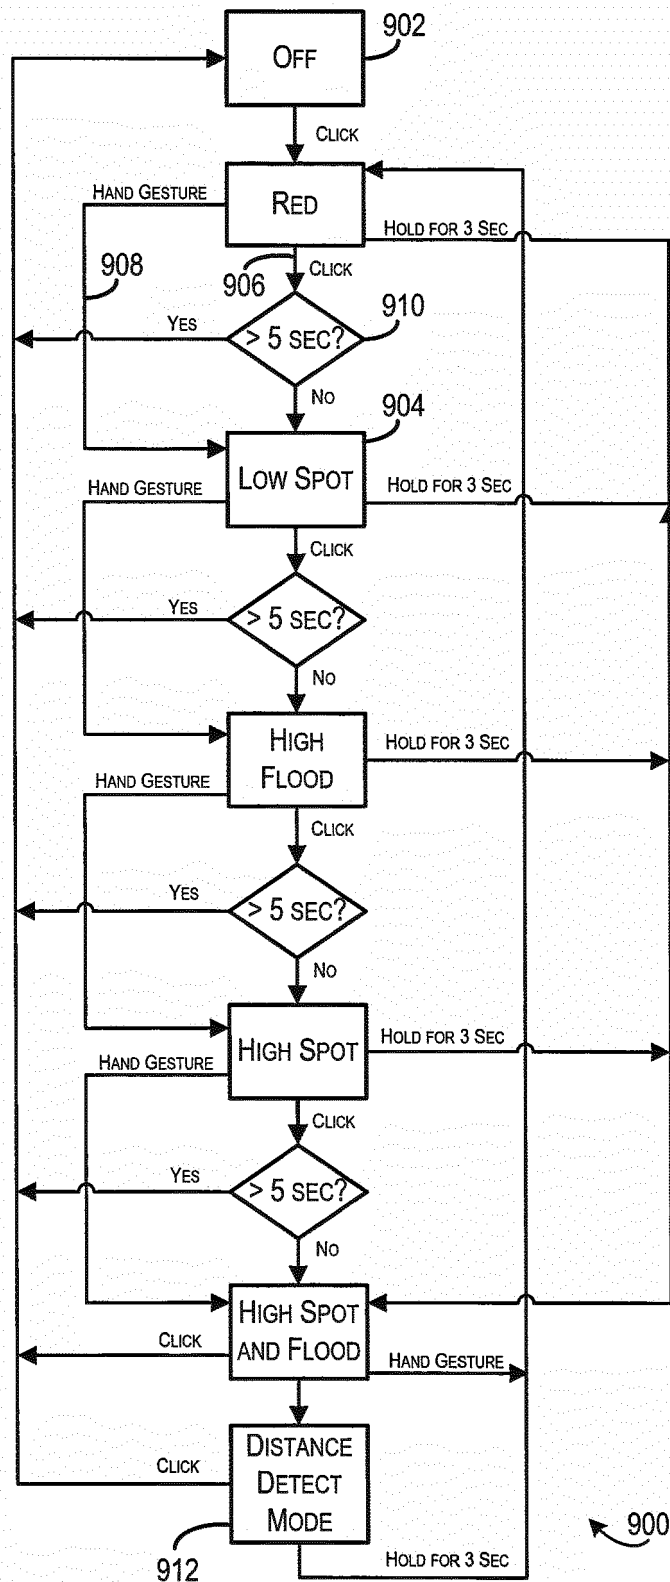 902
OFF
CLICK
HAND GESTURE
RED
HOLD FOR 3 SEC
908
906
CLICK
910
YES
> 5 SEC?
NO
904
HAND GESTURE
LOW SPOT
HOLD FOR 3 SEC
CLICK
YES
> 5 SEC?
NO
HIGH
FLOOD
HOLD FOR 3 SEC
HAND GESTURE
CLICK
YES
> 5 SEC?
NO
HIGH SPOT
HOLD FOR 3 SEC
HAND GESTURE
CLICK
YES
> 5 SEC?
NO
HIGH SPOT
AND FLOOD
CLICK
HAND GESTURE
DISTANCE
DETECT
MODE
CLICK
912
HOLD FOR 3 SEC
900